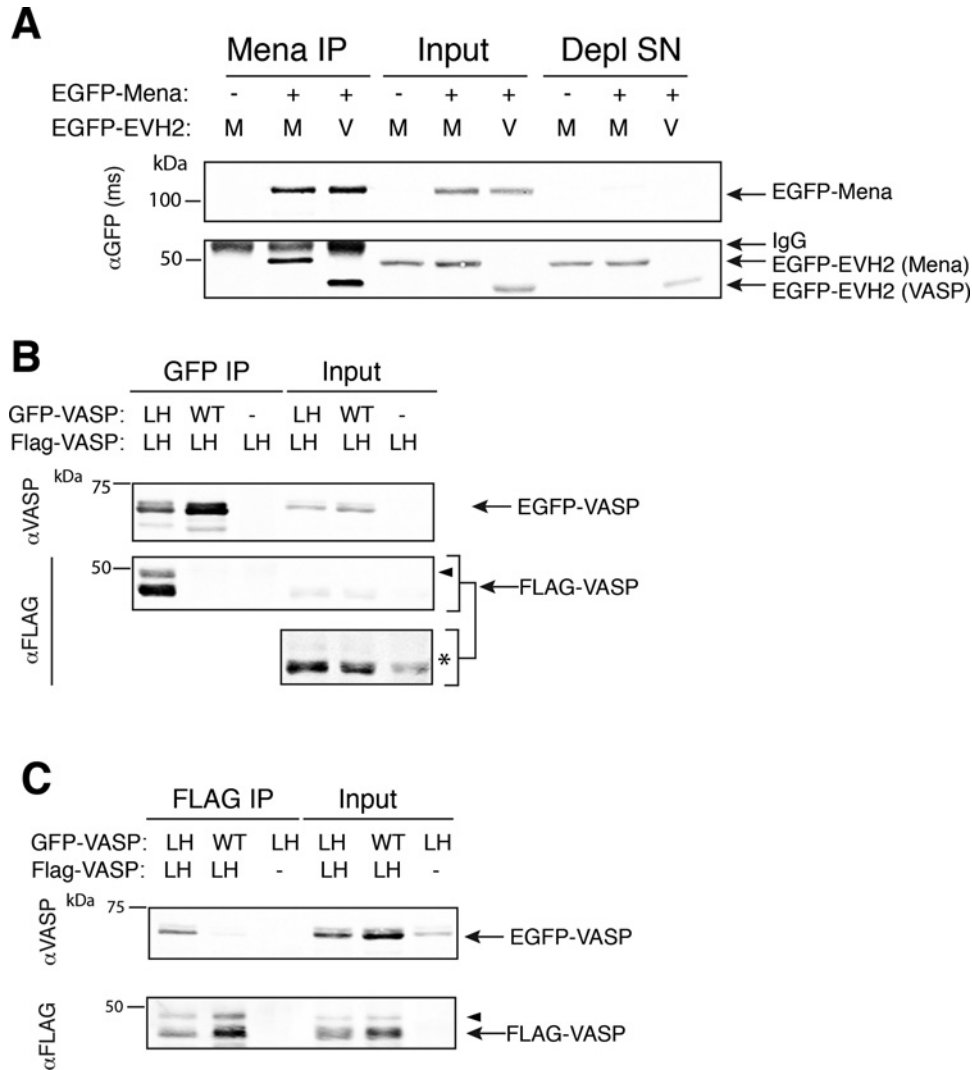 A
Mena IP Input Depl SN
EGFP-Mena: - + + - + + - + +
EGFP-EVH2: M M V M M V M M V
αGFP (ms)
kDa
100
EGFP-Mena
50
IgG
EGFP-EVH2 (Mena)
EGFP-EVH2 (VASP)
B
GFP IP Input
GFP-VASP: LH WT - LH WT -
Flag-VASP: LH LH LH LH LH LH
αVASP
kDa 75
EGFP-VASP
αFLAG
50
FLAG-VASP
*
C
FLAG IP Input
GFP-VASP: LH WT LH LH WT LH
Flag-VASP: LH LH - LH LH -
αVASP
kDa 75
EGFP-VASP
αFLAG
50
FLAG-VASP